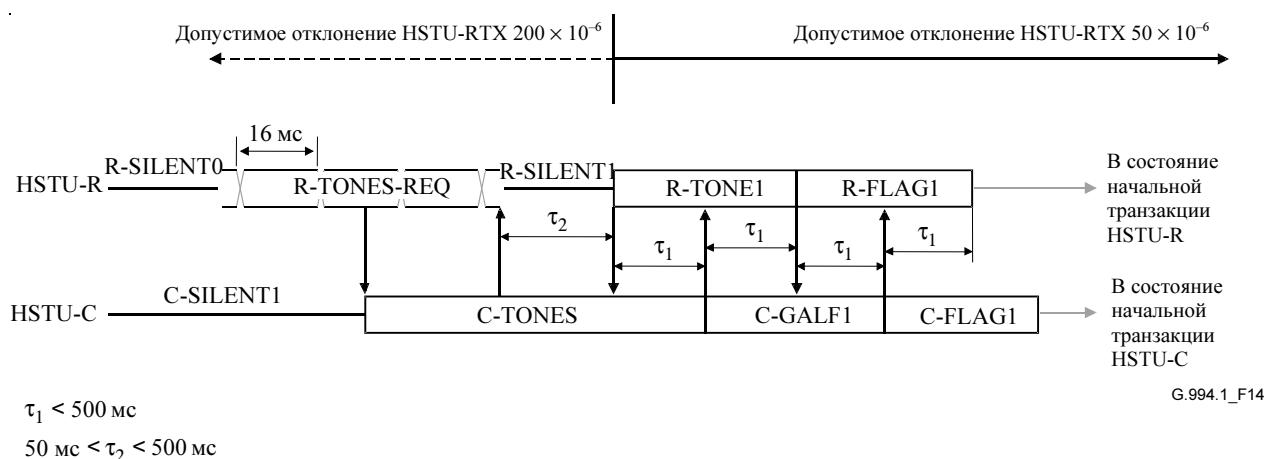 Допустимое отклонение HSTU-RTX 200 × 10⁻⁶
Допустимое отклонение HSTU-RTX 50 × 10⁻⁶
16 мс
R-SILENT0
R-SILENT1
HSTU-R
R-TONES-REQ
R-TONE1
R-FLAG1
В состояние
начальной
транзакции
HSTU-R
τ₂
τ₁
τ₁
τ₁
τ₁
C-SILENT1
HSTU-C
C-TONES
C-GALF1
C-FLAG1
В состояние
начальной
транзакции
HSTU-C
G.994.1_F14
τ₁ < 500 мс
50 мс < τ₂ < 500 мс